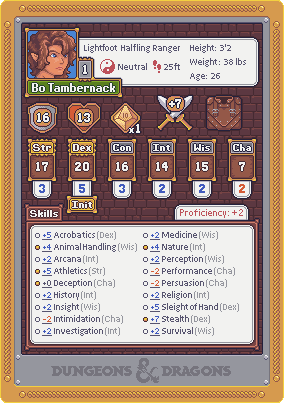 Lightfoot Halfling Ranger
Height: 3'2
Neutral
25ft
Weight: 38 lbs
Age: 26
1
Bo Tambernack
16
13
x1
+7
Str
Dex
Con
Int
Wis
Cha
17
20
16
14
15
7
3
5
3
2
2
2
Init
Skills
Proficiency: +2
+5 Acrobatics (Dex)
+2 Medicine (Wis)
+4 Animal Handling (Wis)
+4 Nature (Int)
+2 Arcana (Int)
+2 Perception (Wis)
+5 Athletics (Str)
-2 Performance (Cha)
+0 Deception (Cha)
-2 Persuasion (Cha)
+2 History (Int)
+2 Religion (Int)
+2 Insight (Wis)
+5 Sleight of Hand (Dex)
-2 Intimidation (Cha)
+7 Stealth (Dex)
+2 Investigation (Int)
+2 Survival (Wis)
DUNGEONS & DRAGONS